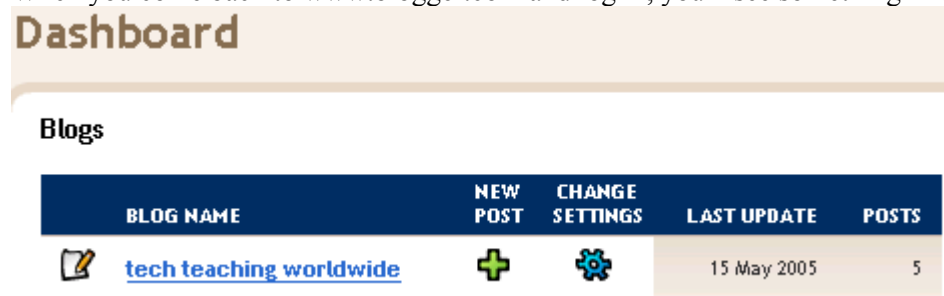 Dashboard
Blogs
BLOG NAME NEW POST CHANGE SETTINGS LAST UPDATE POSTS
tech teaching worldwide 15 May 2005 5